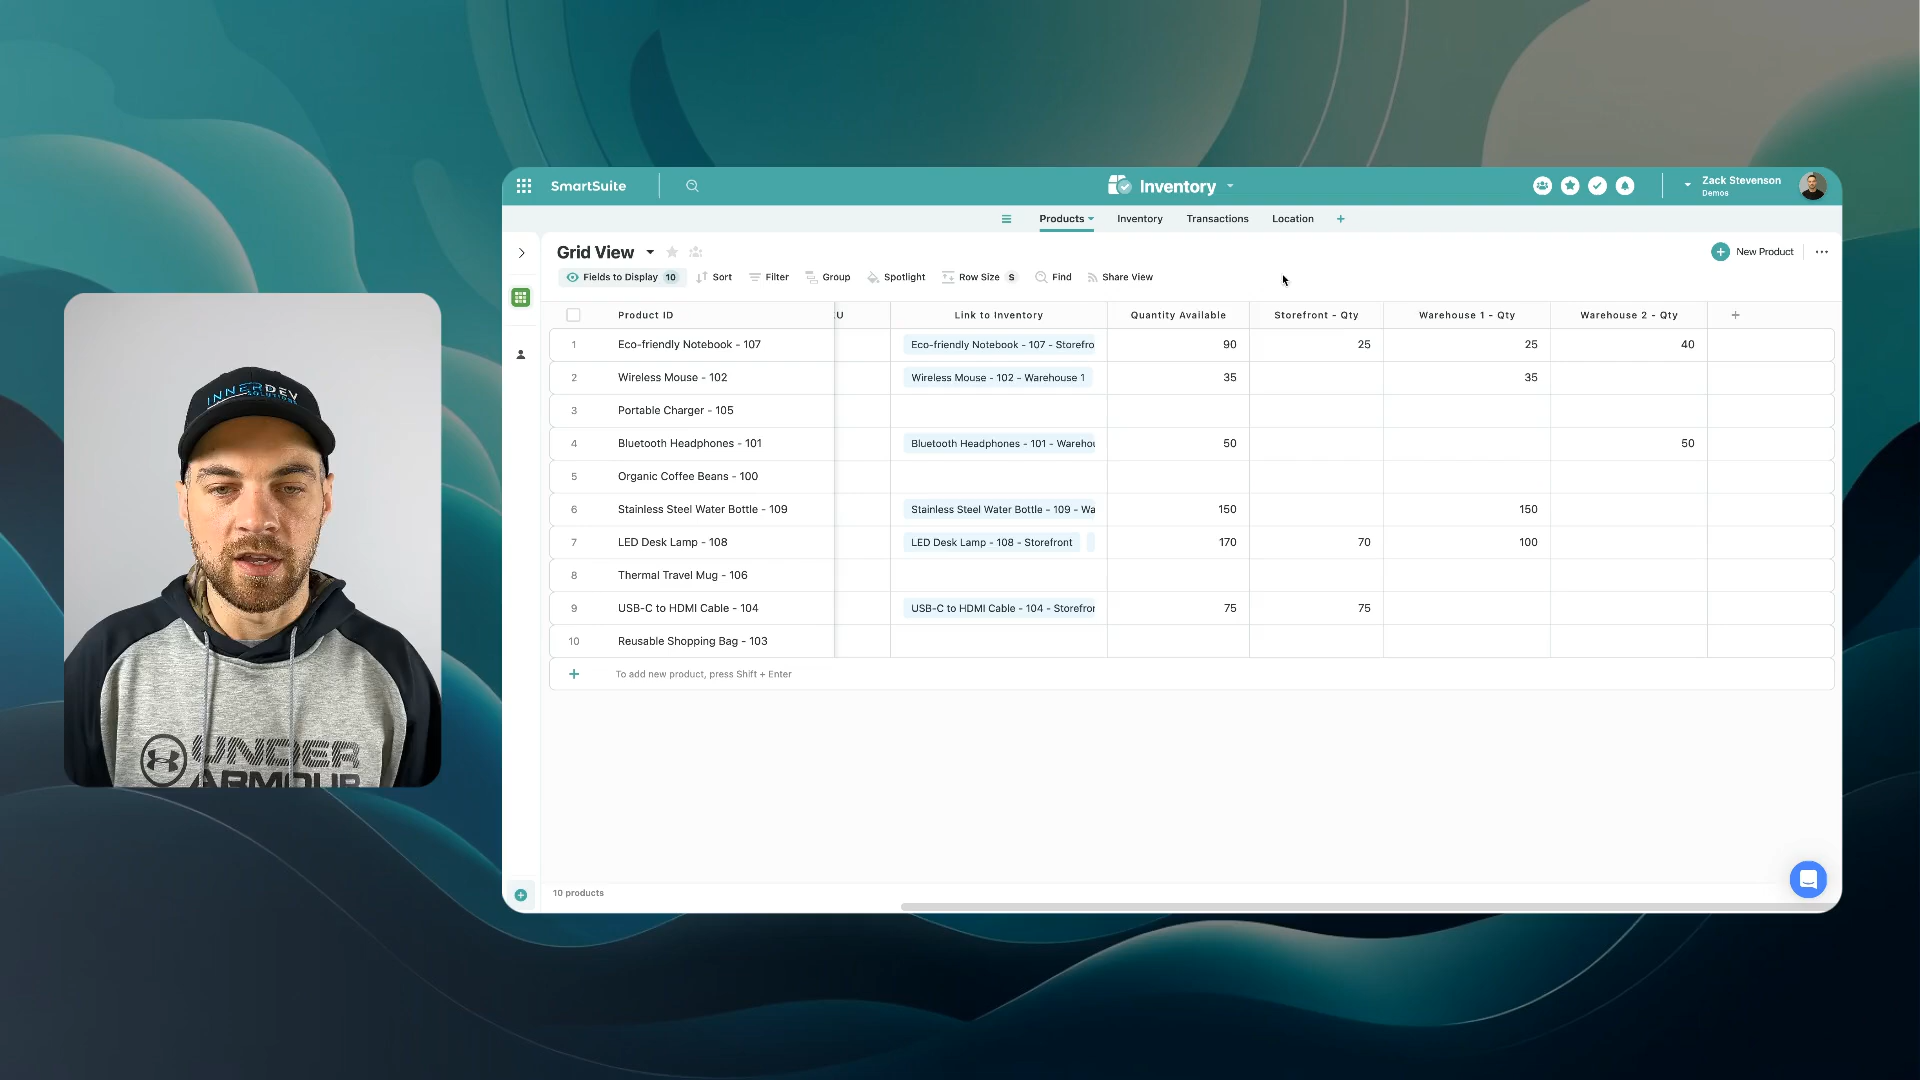 SmartSuite
Inventory
Zack Stevenson
Demos
Products
Inventory
Transactions
Location
+
Grid View
New Product
Fields to Display 10
Sort
Filter
Group
Spotlight
Row Size S
Find
Share View
Product ID
U
Link to Inventory
Quantity Available
Storefront - Qty
Warehouse 1 - Qty
Warehouse 2 - Qty
+
1 Eco-friendly Notebook - 107 Eco-friendly Notebook - 107 - Storefro 90 25 25 40
2 Wireless Mouse - 102 Wireless Mouse - 102 - Warehouse 1 35 35
3 Portable Charger - 105
4 Bluetooth Headphones - 101 Bluetooth Headphones - 101 - Warehou 50 50
5 Organic Coffee Beans - 100
6 Stainless Steel Water Bottle - 109 Stainless Steel Water Bottle - 109 - Wa 150 150
7 LED Desk Lamp - 108 LED Desk Lamp - 108 - Storefront 170 70 100
8 Thermal Travel Mug - 106
9 USB-C to HDMI Cable - 104 USB-C to HDMI Cable - 104 - Storefron 75 75
10 Reusable Shopping Bag - 103
+ To add new product, press Shift + Enter
10 products
INNERDEV
SOLUTIONS
UNDER
ARMOUR